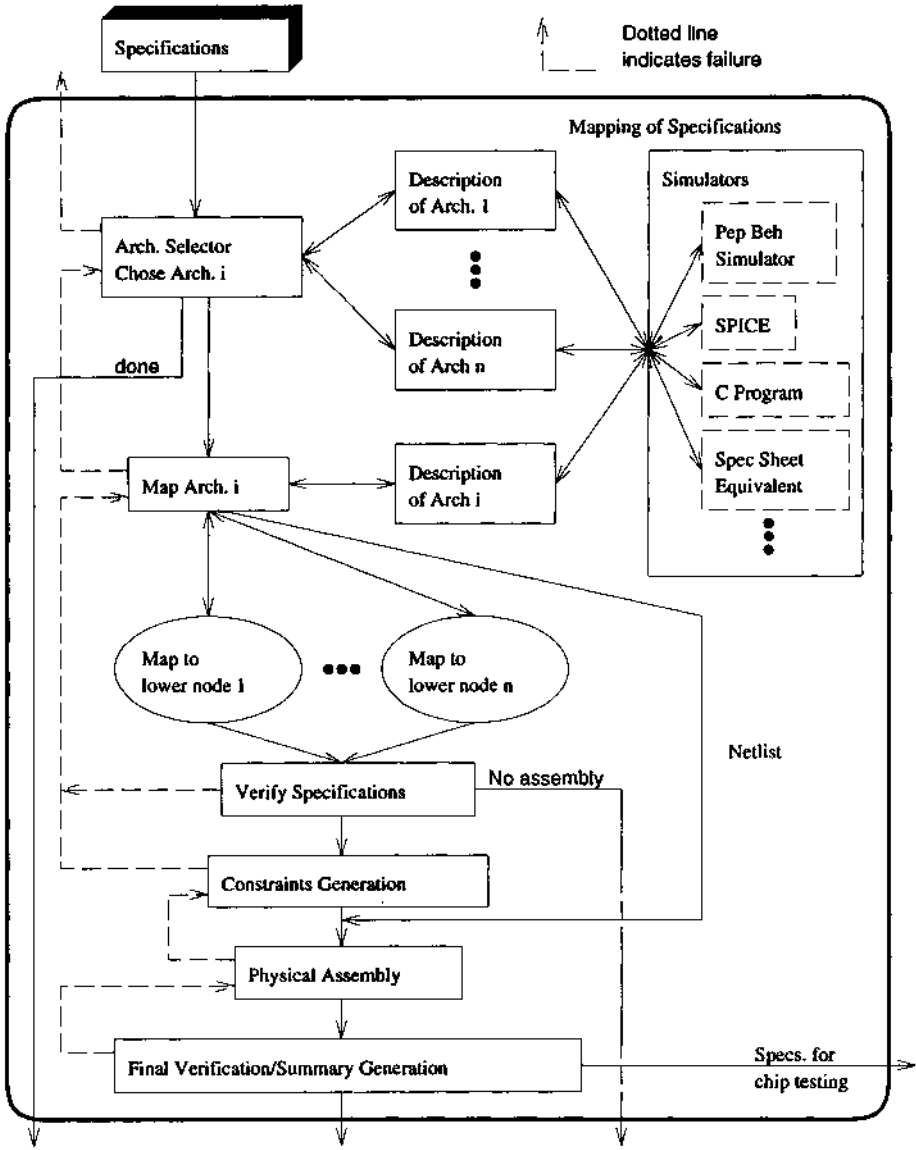 Specifications
Dotted line
indicates failure
Mapping of Specifications
Description
of Arch. 1
Simulators
Pep Beh
Simulator
Arch. Selector
Chose Arch. i
SPICE
Description
of Arch n
done
C Program
Spec Sheet
Equivalent
Map Arch. i
Description
of Arch i
Map to
lower node 1
Map to
lower node n
Netlist
No assembly
Verify Specifications
Constraints Generation
Physical Assembly
Final Verification/Summary Generation
Specs. for
chip testing